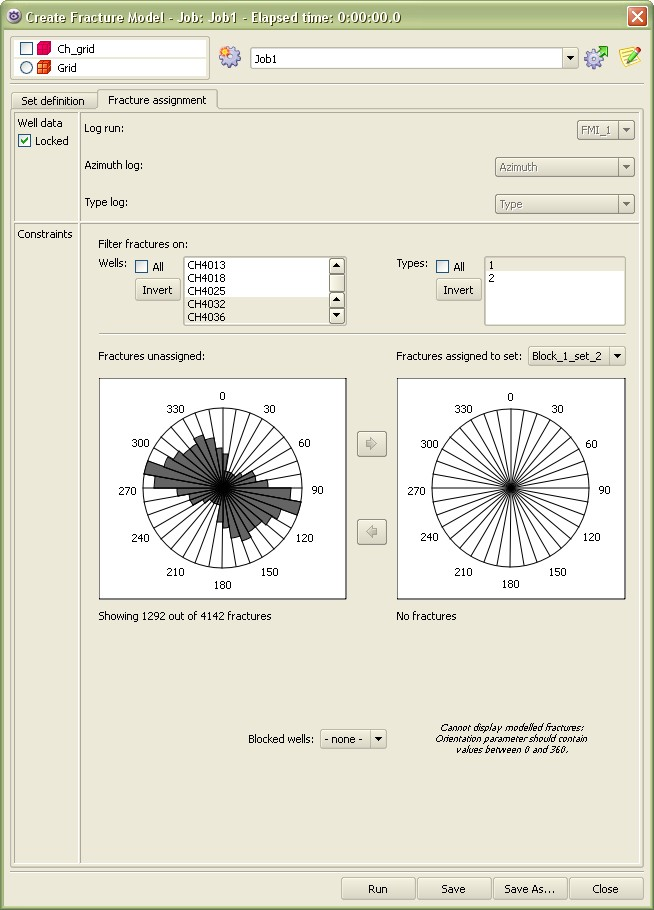 Create Fracture Model - Job: Job1 - Elapsed time: 0:00:00.0
Ch_grid
Grid
Job1
Set definition
Fracture assignment
Well data
Locked
Log run:
FMI_1
Azimuth log:
Azimuth
Type log:
Type
Constraints
Filter fractures on:
Wells:
All
Invert
CH4013
CH4018
CH4025
CH4032
CH4036
Types:
All
Invert
1
2
Fractures unassigned:
Fractures assigned to set:
Block_1_set_2
0
30
60
90
120
150
180
210
240
270
300
330
0
30
60
90
120
150
180
210
240
270
300
330
Showing 1292 out of 4142 fractures
No fractures
Blocked wells:
- none -
Cannot display modelled fractures:
Orientation parameter should contain
values between 0 and 360.
Run
Save
Save As...
Close